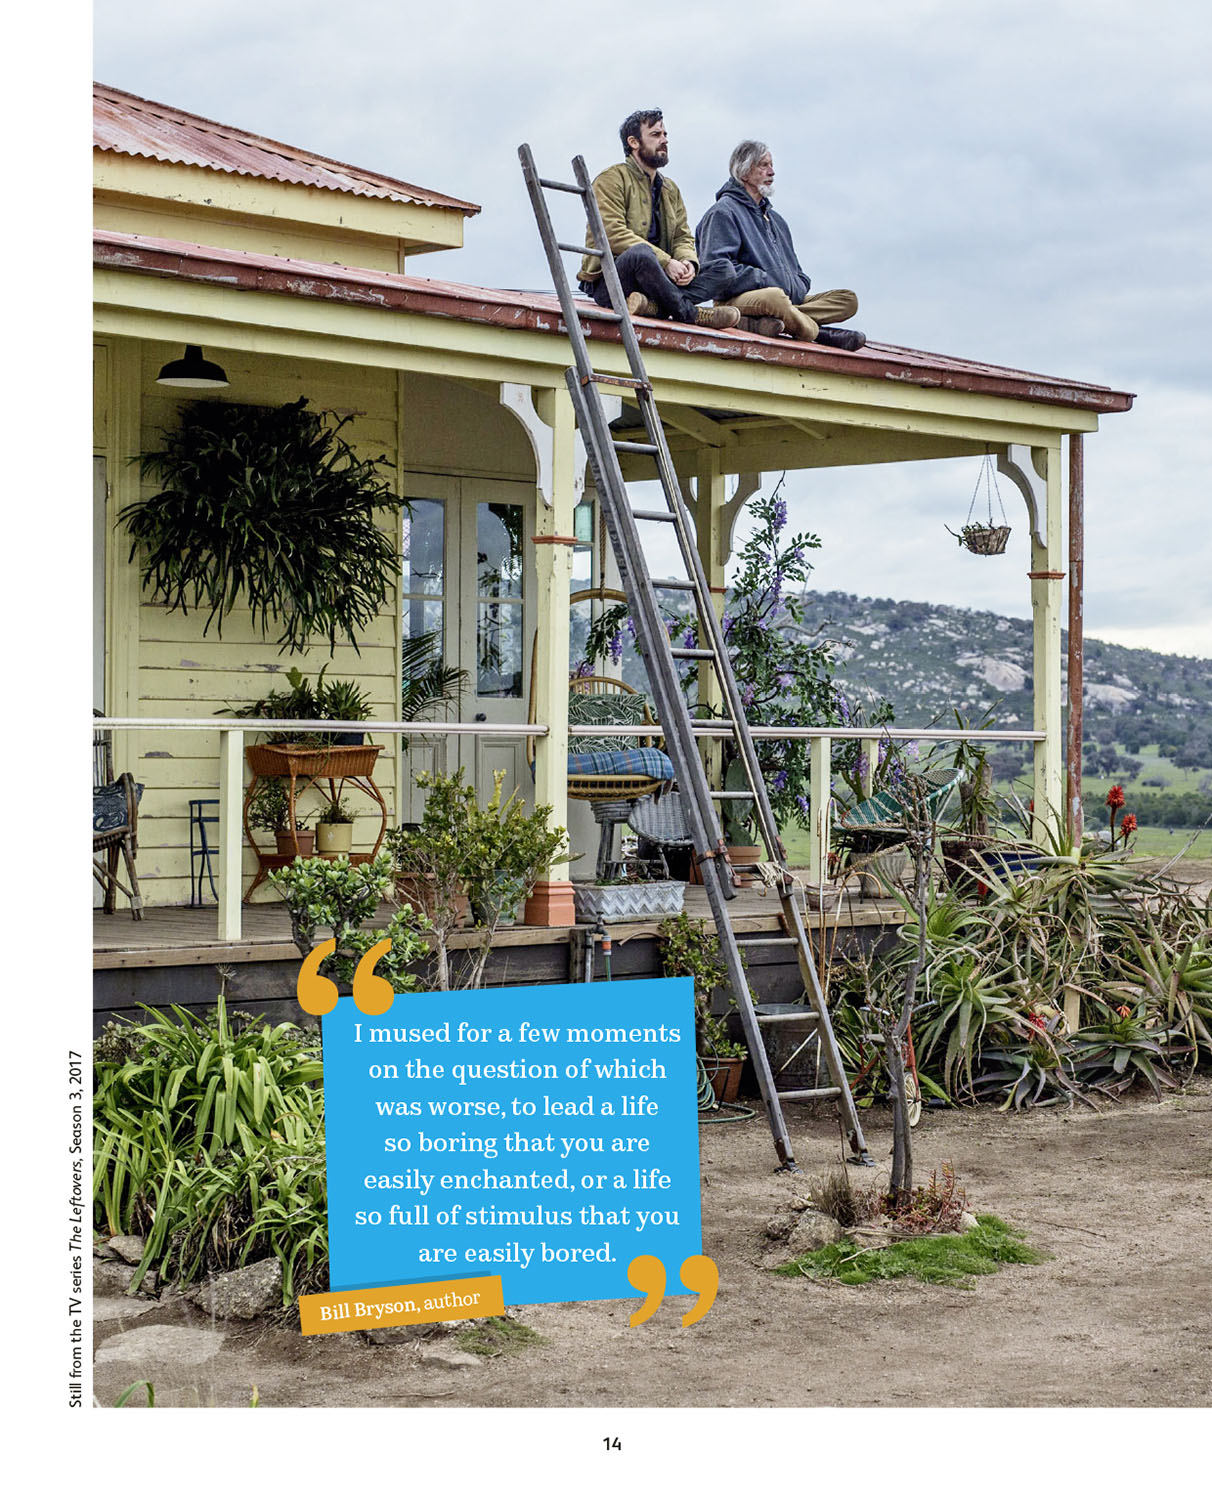 Still from the TV series The Leftovers, Season 3, 2017
“
I mused for a few moments
on the question of which
was worse, to lead a life
so boring that you are
easily enchanted, or a life
so full of stimulus that you
are easily bored.
”
Bill Bryson, author
14